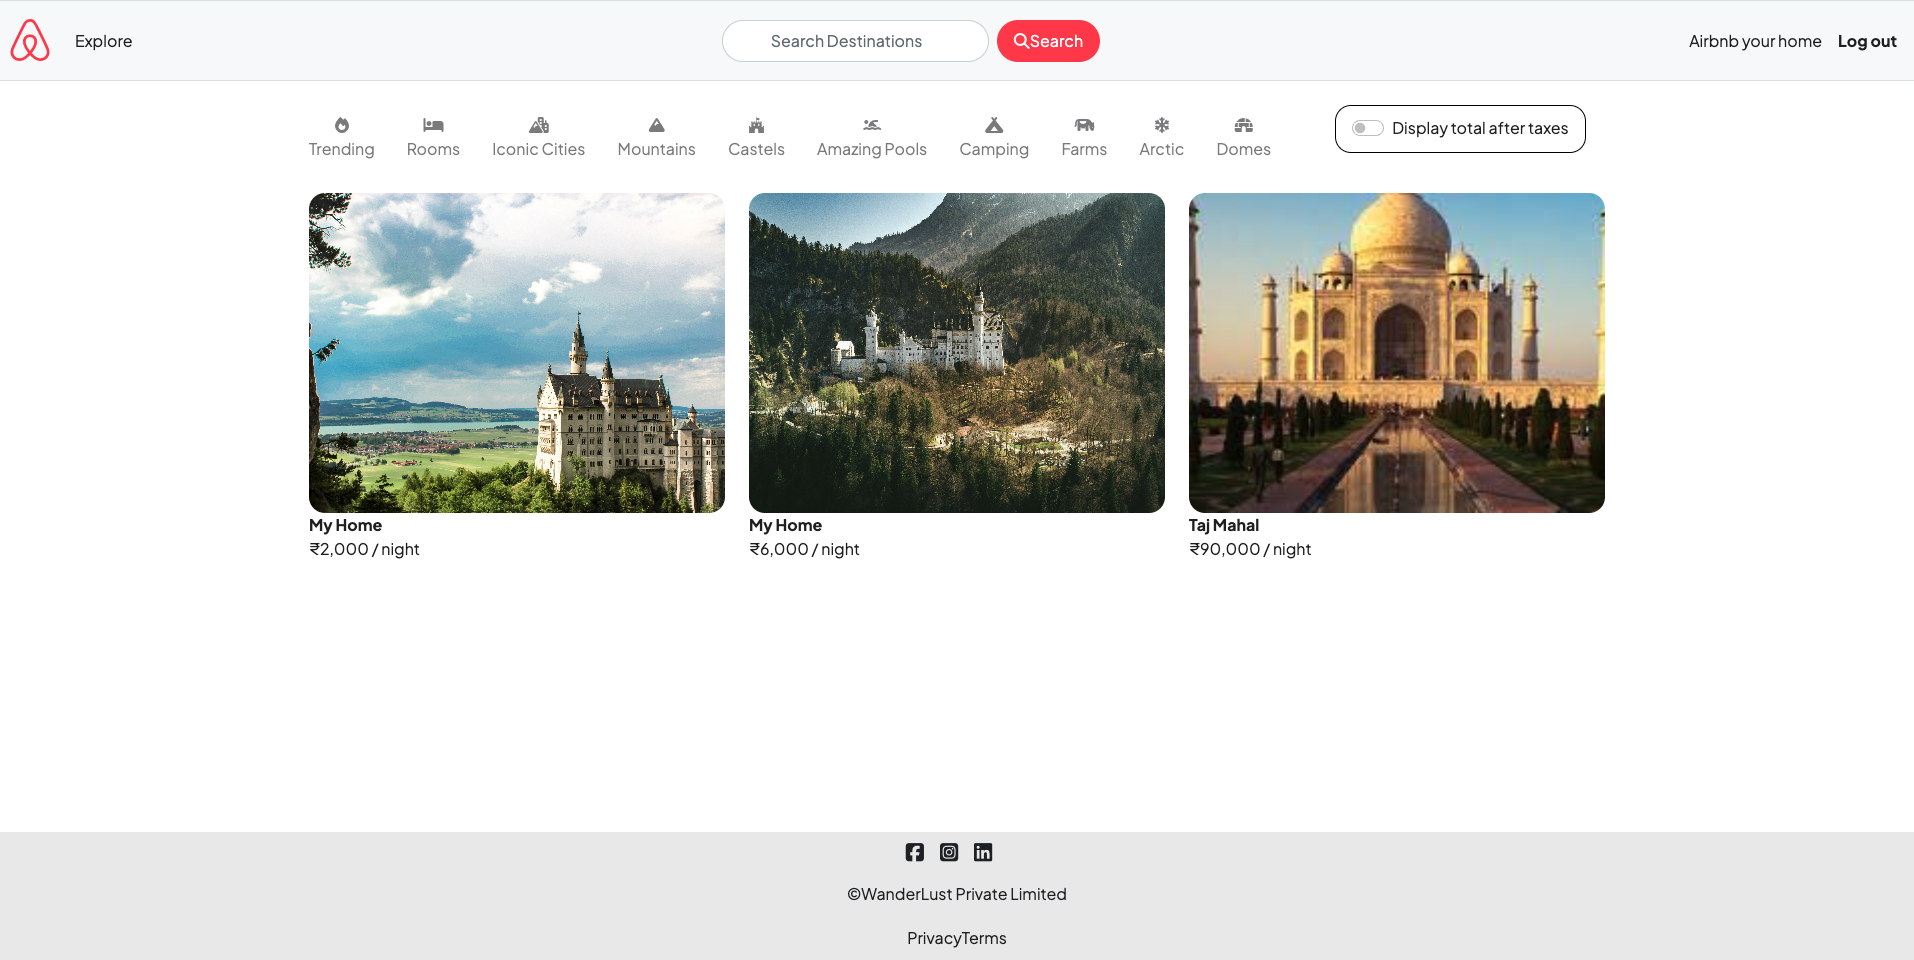 Explore
Search Destinations
Search
Airbnb your home
Log out
Trending
Rooms
Iconic Cities
Mountains
Castels
Amazing Pools
Camping
Farms
Arctic
Domes
Display total after taxes
My Home
₹2,000 / night
My Home
₹6,000 / night
Taj Mahal
₹90,000 / night
©WanderLust Private Limited
PrivacyTerms